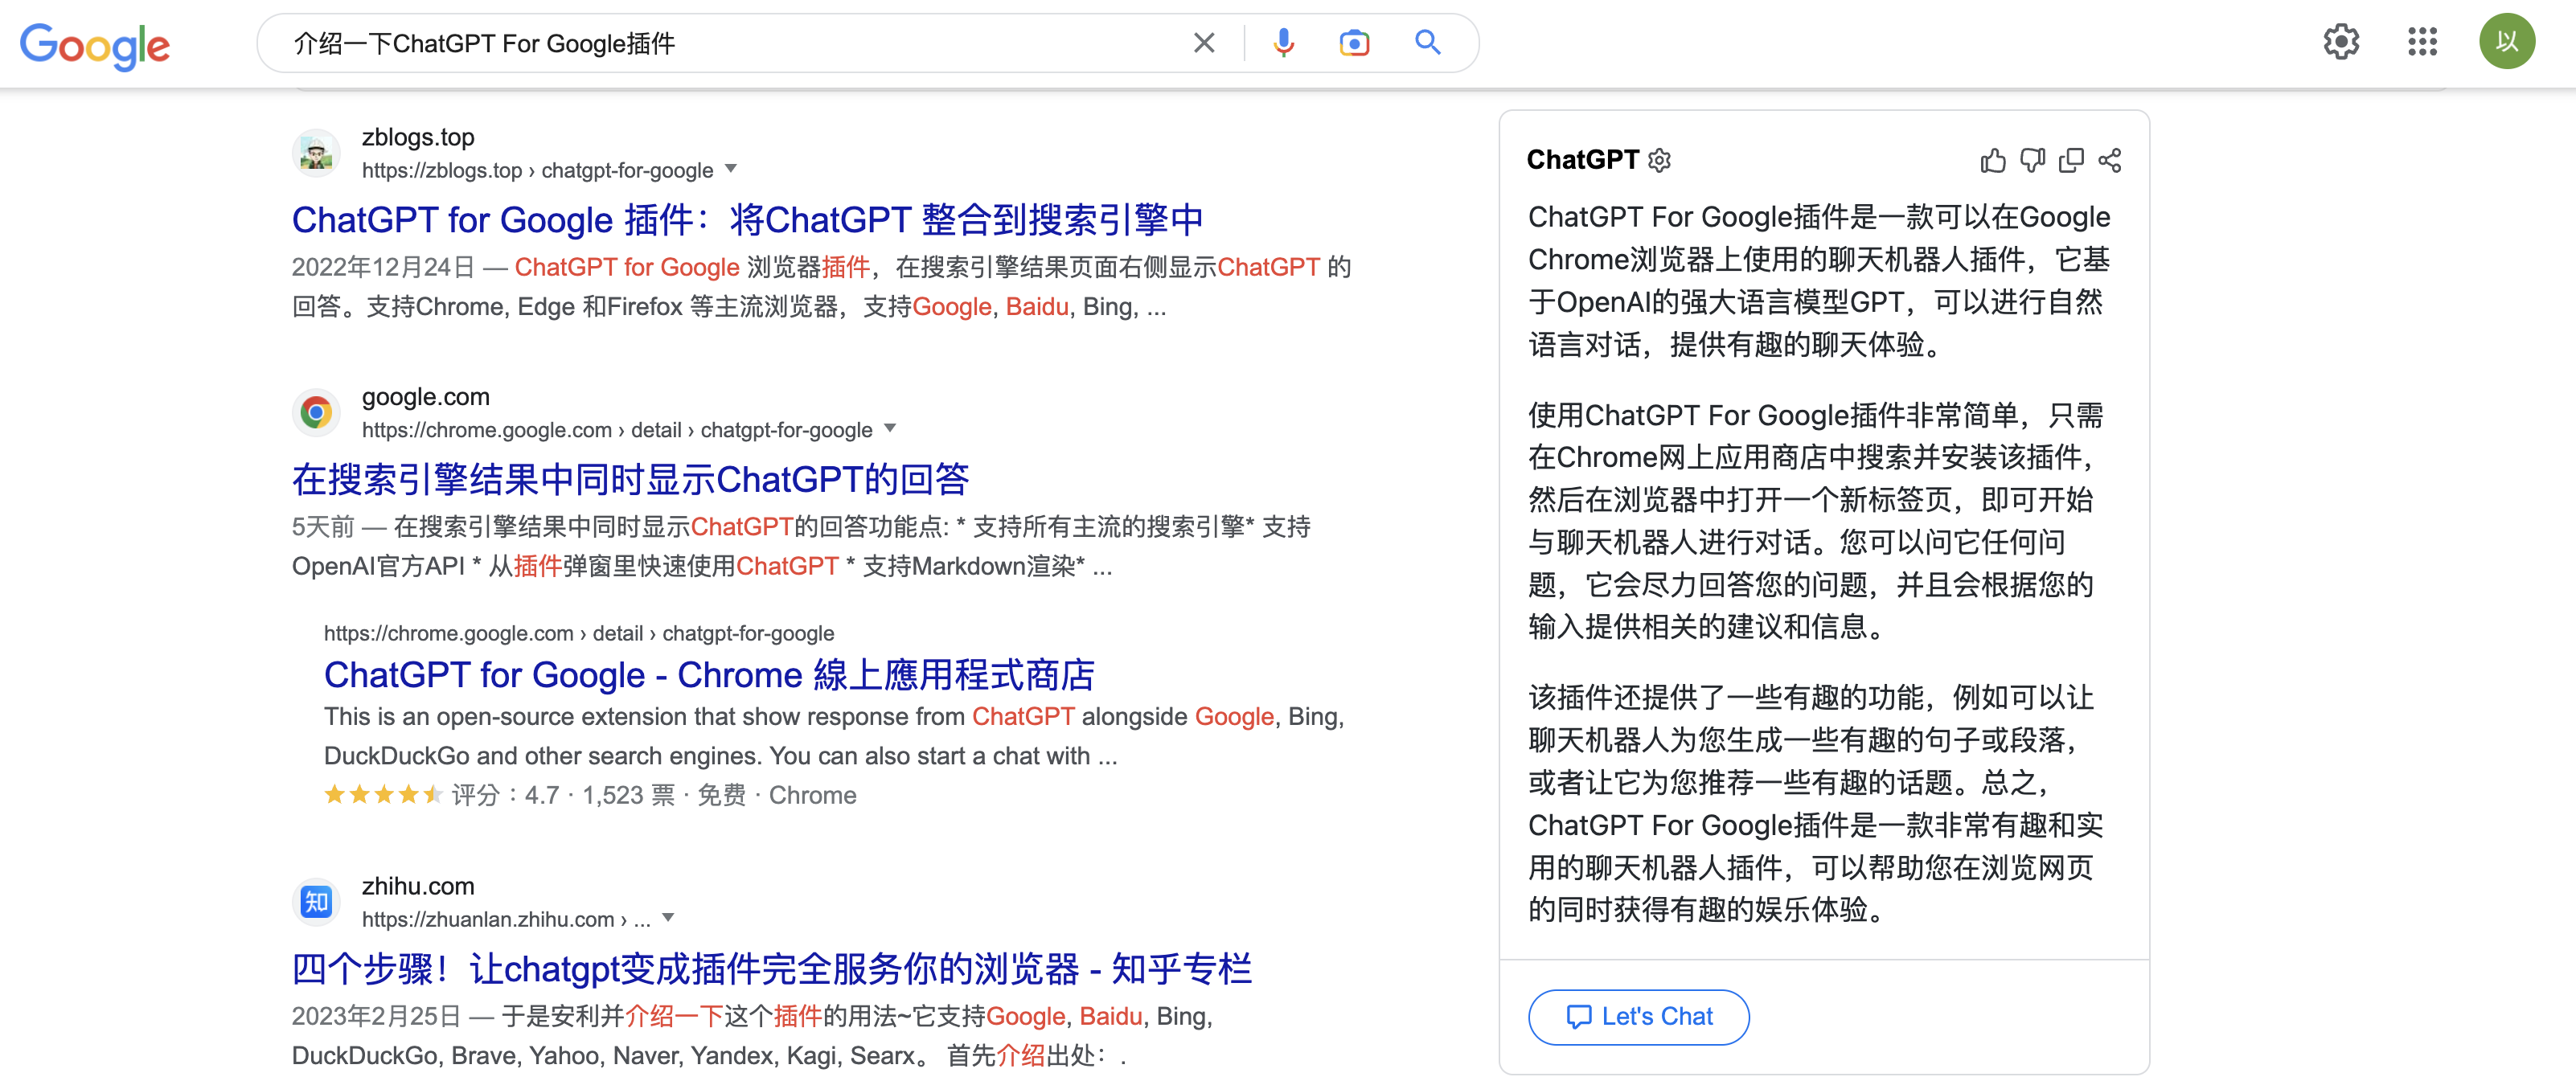 Google
介绍一下ChatGPT For Google插件
以
zblogs.top
https://zblogs.top › chatgpt-for-google
ChatGPT for Google 插件：将ChatGPT 整合到搜索引擎中
2022年12月24日 — ChatGPT for Google 浏览器插件，在搜索引擎结果页面右侧显示ChatGPT 的
回答。支持Chrome, Edge 和Firefox 等主流浏览器，支持Google, Baidu, Bing, ...
google.com
https://chrome.google.com › detail › chatgpt-for-google
在搜索引擎结果中同时显示ChatGPT的回答
5天前 — 在搜索引擎结果中同时显示ChatGPT的回答功能点: * 支持所有主流的搜索引擎* 支持
OpenAI官方API * 从插件弹窗里快速使用ChatGPT * 支持Markdown渲染* ...
https://chrome.google.com › detail › chatgpt-for-google
ChatGPT for Google - Chrome 線上應用程式商店
This is an open-source extension that show response from ChatGPT alongside Google, Bing,
DuckDuckGo and other search engines. You can also start a chat with ...
评分：4.7 · 1,523 票 · 免费 · Chrome
知
zhihu.com
https://zhuanlan.zhihu.com › ...
四个步骤！让chatgpt变成插件完全服务你的浏览器 - 知乎专栏
2023年2月25日 — 于是安利并介绍一下这个插件的用法~它支持Google, Baidu, Bing,
DuckDuckGo, Brave, Yahoo, Naver, Yandex, Kagi, Searx。 首先介绍出处：.
ChatGPT
ChatGPT For Google插件是一款可以在Google
Chrome浏览器上使用的聊天机器人插件，它基
于OpenAI的强大语言模型GPT，可以进行自然
语言对话，提供有趣的聊天体验。
使用ChatGPT For Google插件非常简单，只需
在Chrome网上应用商店中搜索并安装该插件，
然后在浏览器中打开一个新标签页，即可开始
与聊天机器人进行对话。您可以问它任何问
题，它会尽力回答您的问题，并且会根据您的
输入提供相关的建议和信息。
该插件还提供了一些有趣的功能，例如可以让
聊天机器人为您生成一些有趣的句子或段落，
或者让它为您推荐一些有趣的话题。总之，
ChatGPT For Google插件是一款非常有趣和实
用的聊天机器人插件，可以帮助您在浏览网页
的同时获得有趣的娱乐体验。
Let's Chat